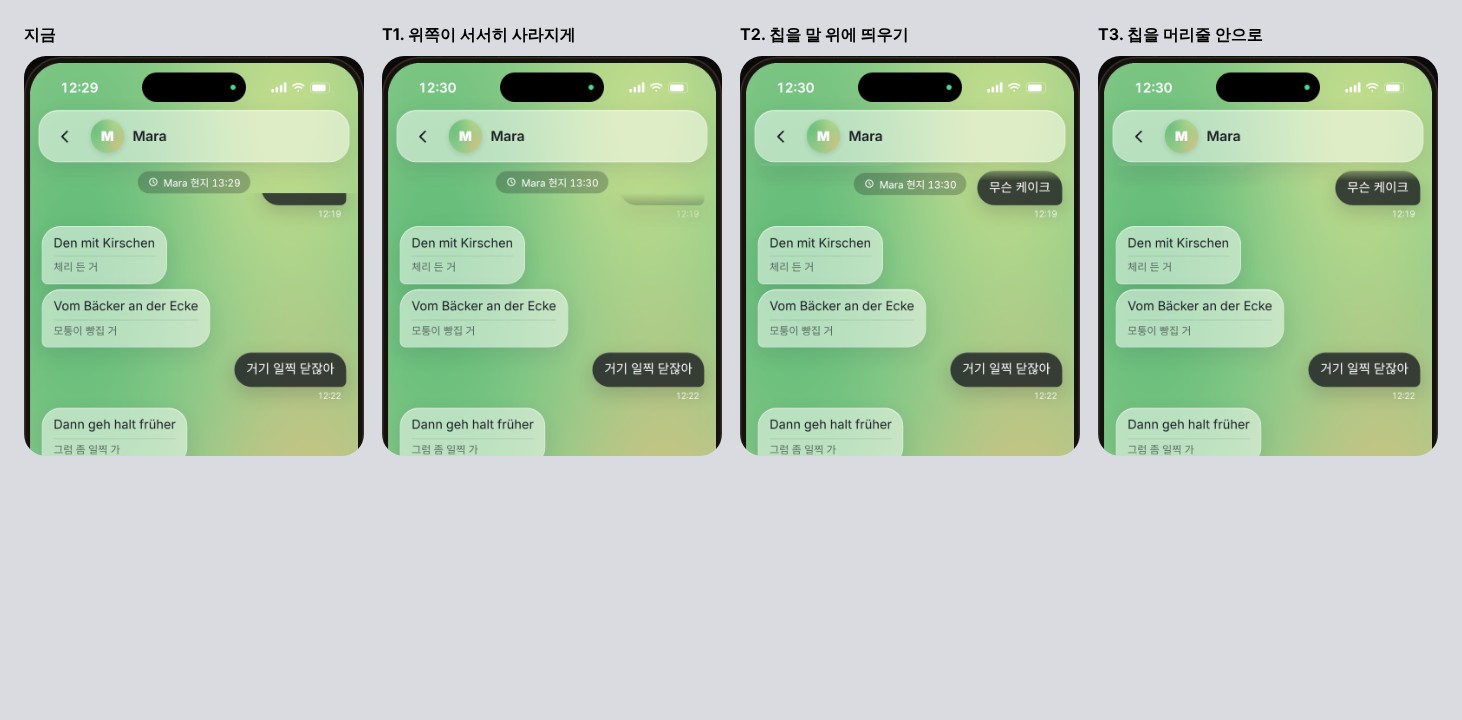 지금
12:29
M Mara
Mara 현지 13:29
12:19
Den mit Kirschen
체리 든 거
Vom Bäcker an der Ecke
모퉁이 빵집 거
거기 일찍 닫잖아
12:22
Dann geh halt früher
그럼 좀 일찍 가
T1. 위쪽이 서서히 사라지게
12:30
M Mara
Mara 현지 13:30
12:19
Den mit Kirschen
체리 든 거
Vom Bäcker an der Ecke
모퉁이 빵집 거
거기 일찍 닫잖아
12:22
Dann geh halt früher
그럼 좀 일찍 가
T2. 칩을 말 위에 띄우기
12:30
M Mara
Mara 현지 13:30
무슨 케이크
12:19
Den mit Kirschen
체리 든 거
Vom Bäcker an der Ecke
모퉁이 빵집 거
거기 일찍 닫잖아
12:22
Dann geh halt früher
그럼 좀 일찍 가
T3. 칩을 머리줄 안으로
12:30
M Mara
무슨 케이크
12:19
Den mit Kirschen
체리 든 거
Vom Bäcker an der Ecke
모퉁이 빵집 거
거기 일찍 닫잖아
12:22
Dann geh halt früher
그럼 좀 일찍 가